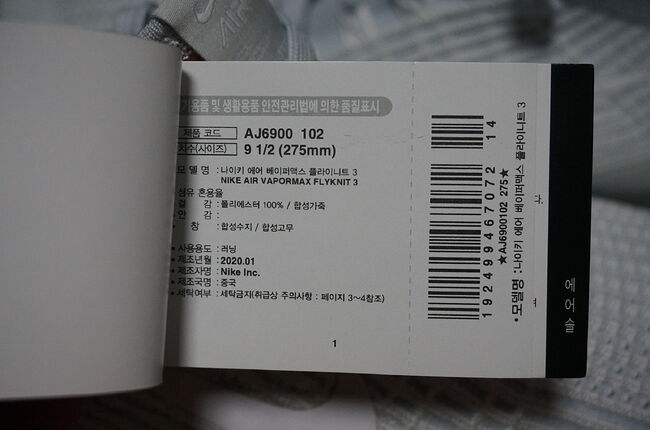 AIR
기용품 및 생활용품 안전관리법에 의한 품질표시
제품 코드 AJ6900 102
치수(사이즈) 9 1/2 (275mm)
모 델 명 : 나이키 에어 베이퍼맥스 플라이니트 3
NIKE AIR VAPORMAX FLYKNIT 3
섬유 혼용율
겉 감 : 폴리에스터 100% / 합성가죽
안 감 :
• 창 : 합성수지 / 합성고무
• 사용용도 : 러닝
• 제조년월 : 2020.01
• 제조자명 : Nike Inc.
• 제조국명 : 중국
• 세탁여부 : 세탁금지(취급상 주의사항 : 페이지 3~4참조)
1
14
192499467072
★AJ6900102 275★
• 모델명 : 나이키 에어 베이퍼맥스 플라이니트 3
에어솔